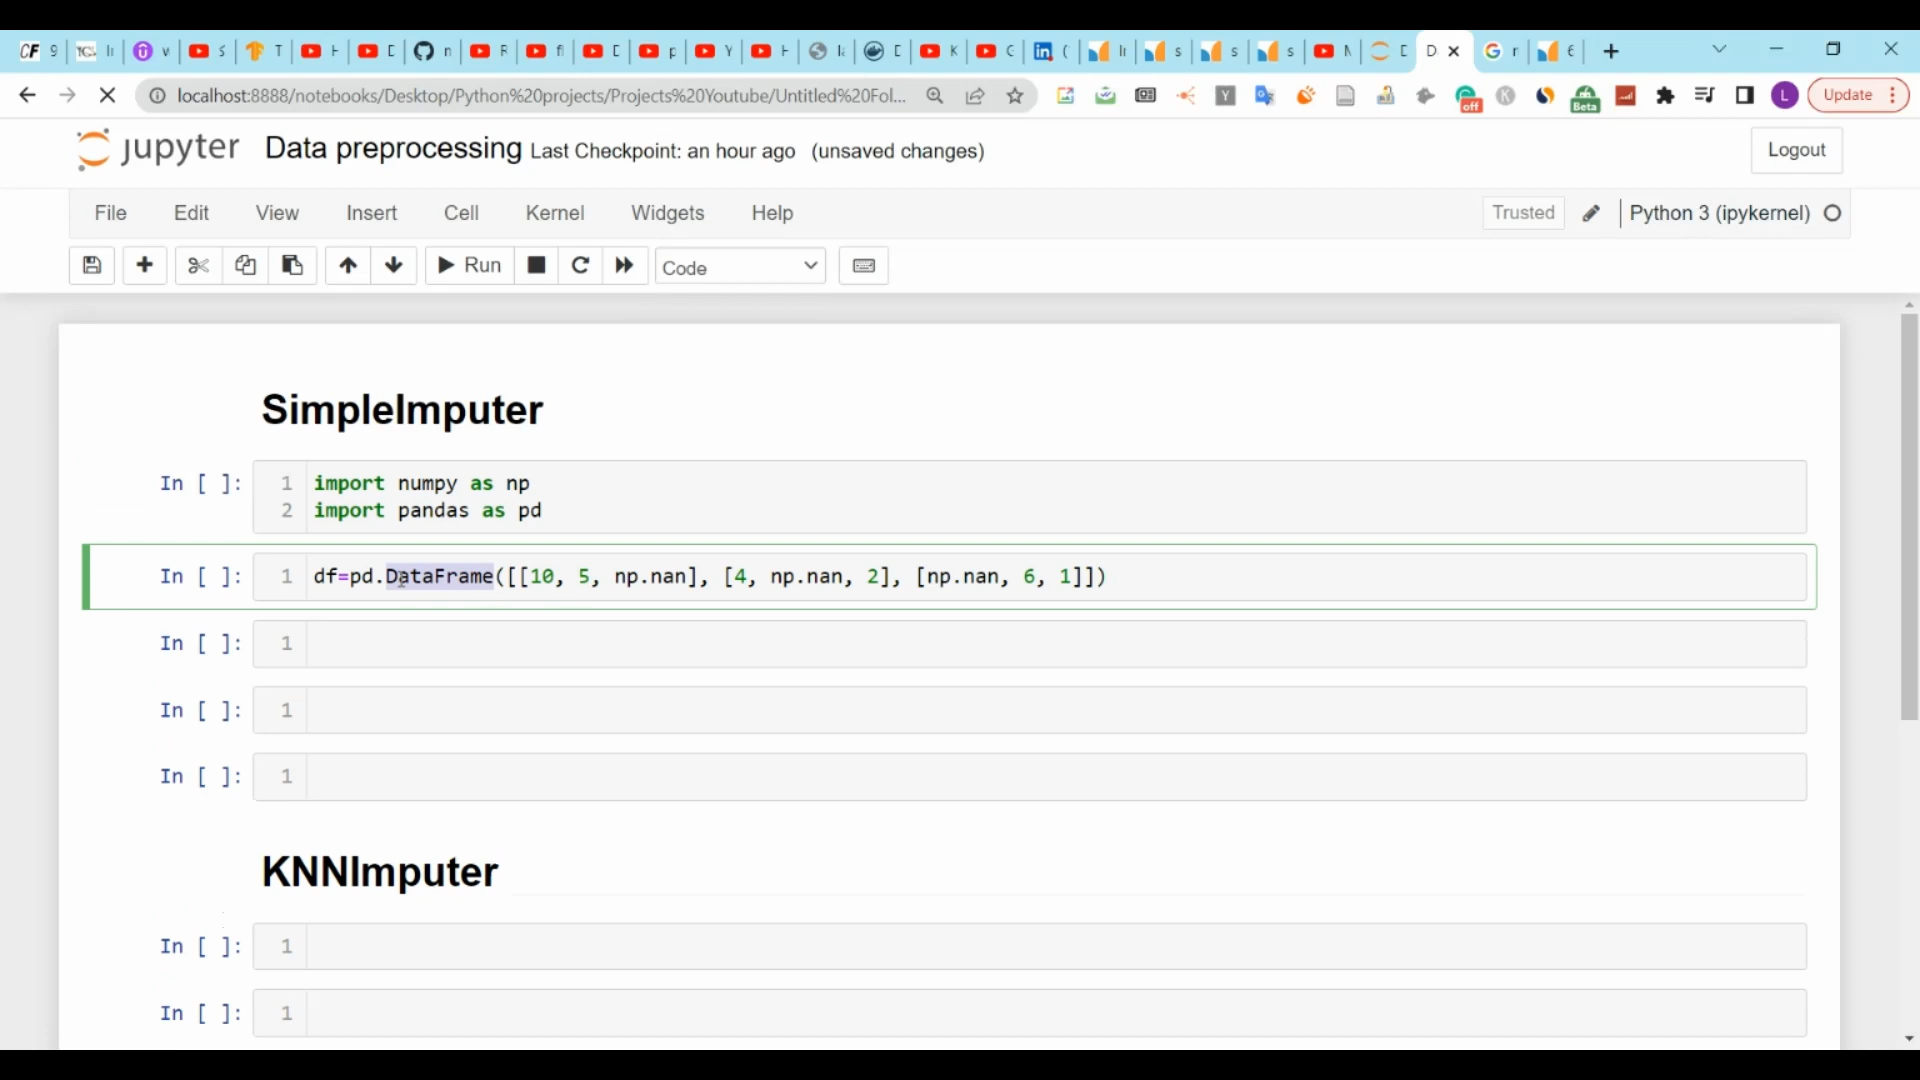 localhost:8888/notebooks/Desktop/Python%20projects/Projects%20Youtube/Untitled%20Fol...
off
Beta
L
Update
jupyter Data preprocessing Last Checkpoint: an hour ago (unsaved changes)
Logout
File Edit View Insert Cell Kernel Widgets Help
Trusted Python 3 (ipykernel)
Run Code
SimpleImputer
In [ ]: 1 import numpy as np
2 import pandas as pd
In [ ]: 1 df=pd.DataFrame([[10, 5, np.nan], [4, np.nan, 2], [np.nan, 6, 1]])
In [ ]: 1
In [ ]: 1
In [ ]: 1
KNNImputer
In [ ]: 1
In [ ]: 1